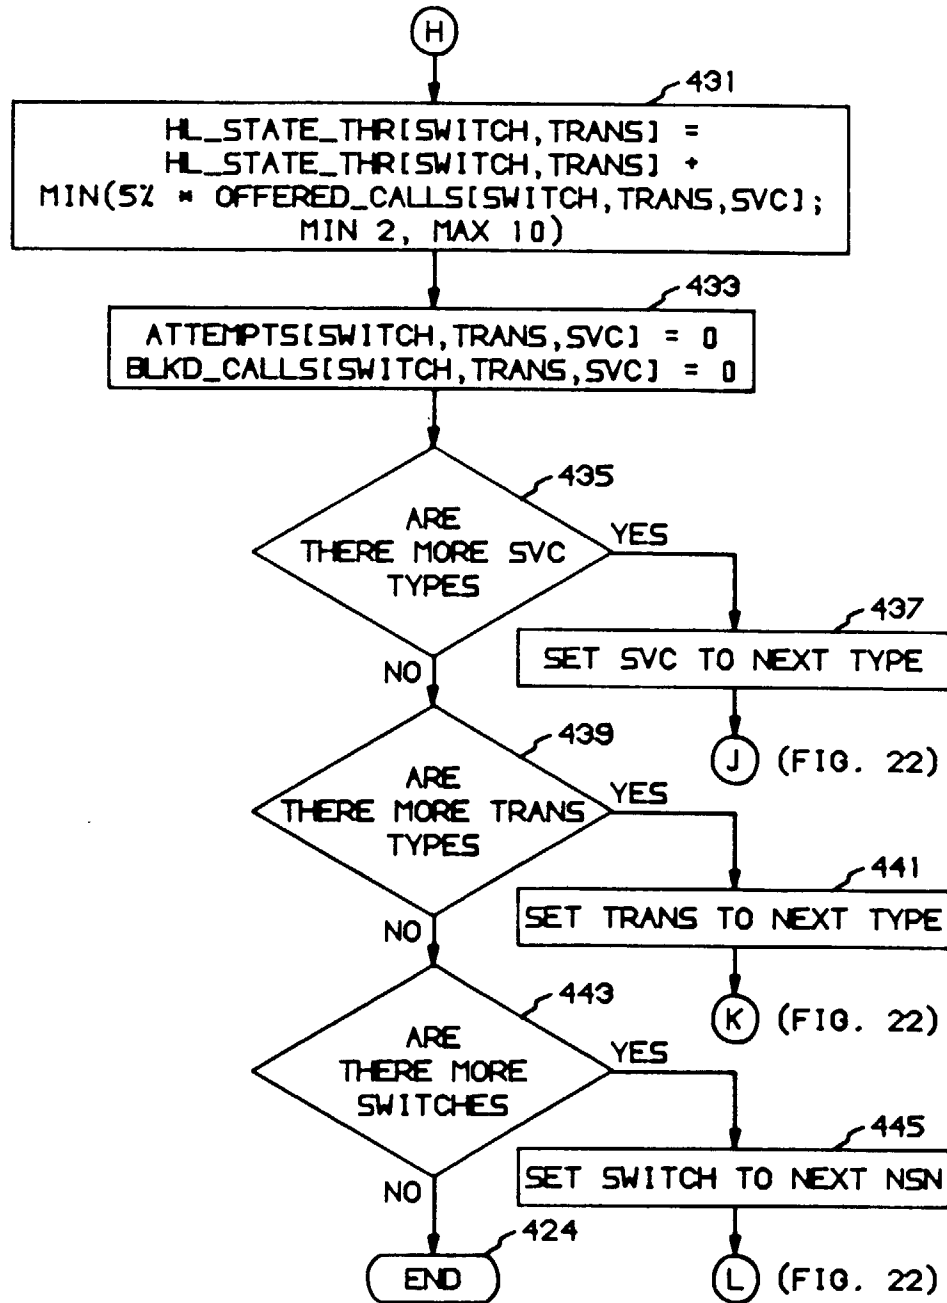 H
431
HL_STATE_THR[SWITCH,TRANS] =
HL_STATE_THR[SWITCH,TRANS] +
MIN(5% * OFFERED_CALLS[SWITCH,TRANS,SVC];
MIN 2, MAX 10)
433
ATTEMPTS[SWITCH,TRANS,SVC] = 0
BLKD_CALLS[SWITCH,TRANS,SVC] = 0
435
ARE
THERE MORE SVC
TYPES
YES
437
SET SVC TO NEXT TYPE
NO
J (FIG. 22)
439
ARE
THERE MORE TRANS
TYPES
YES
441
SET TRANS TO NEXT TYPE
NO
K (FIG. 22)
443
ARE
THERE MORE
SWITCHES
YES
445
SET SWITCH TO NEXT NSN
NO
424
END
L (FIG. 22)